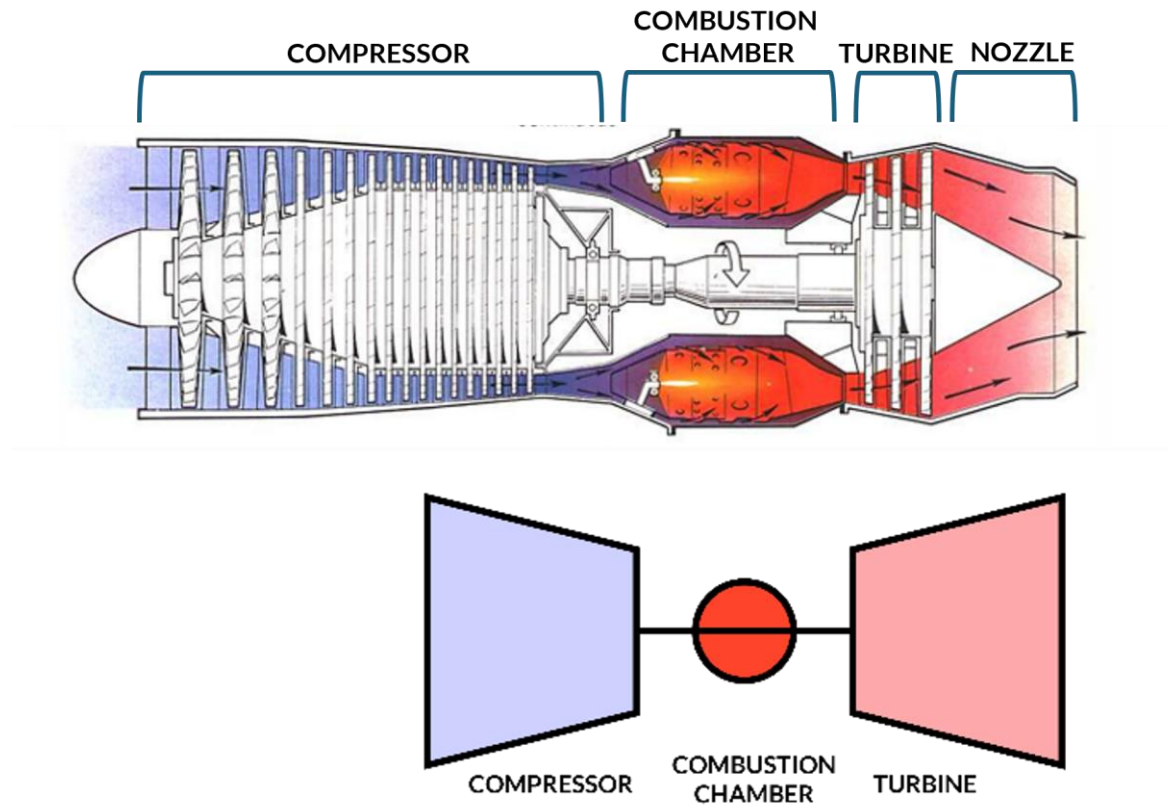 COMPRESSOR
COMBUSTION
CHAMBER
TURBINE
NOZZLE
COMPRESSOR
COMBUSTION
CHAMBER
TURBINE